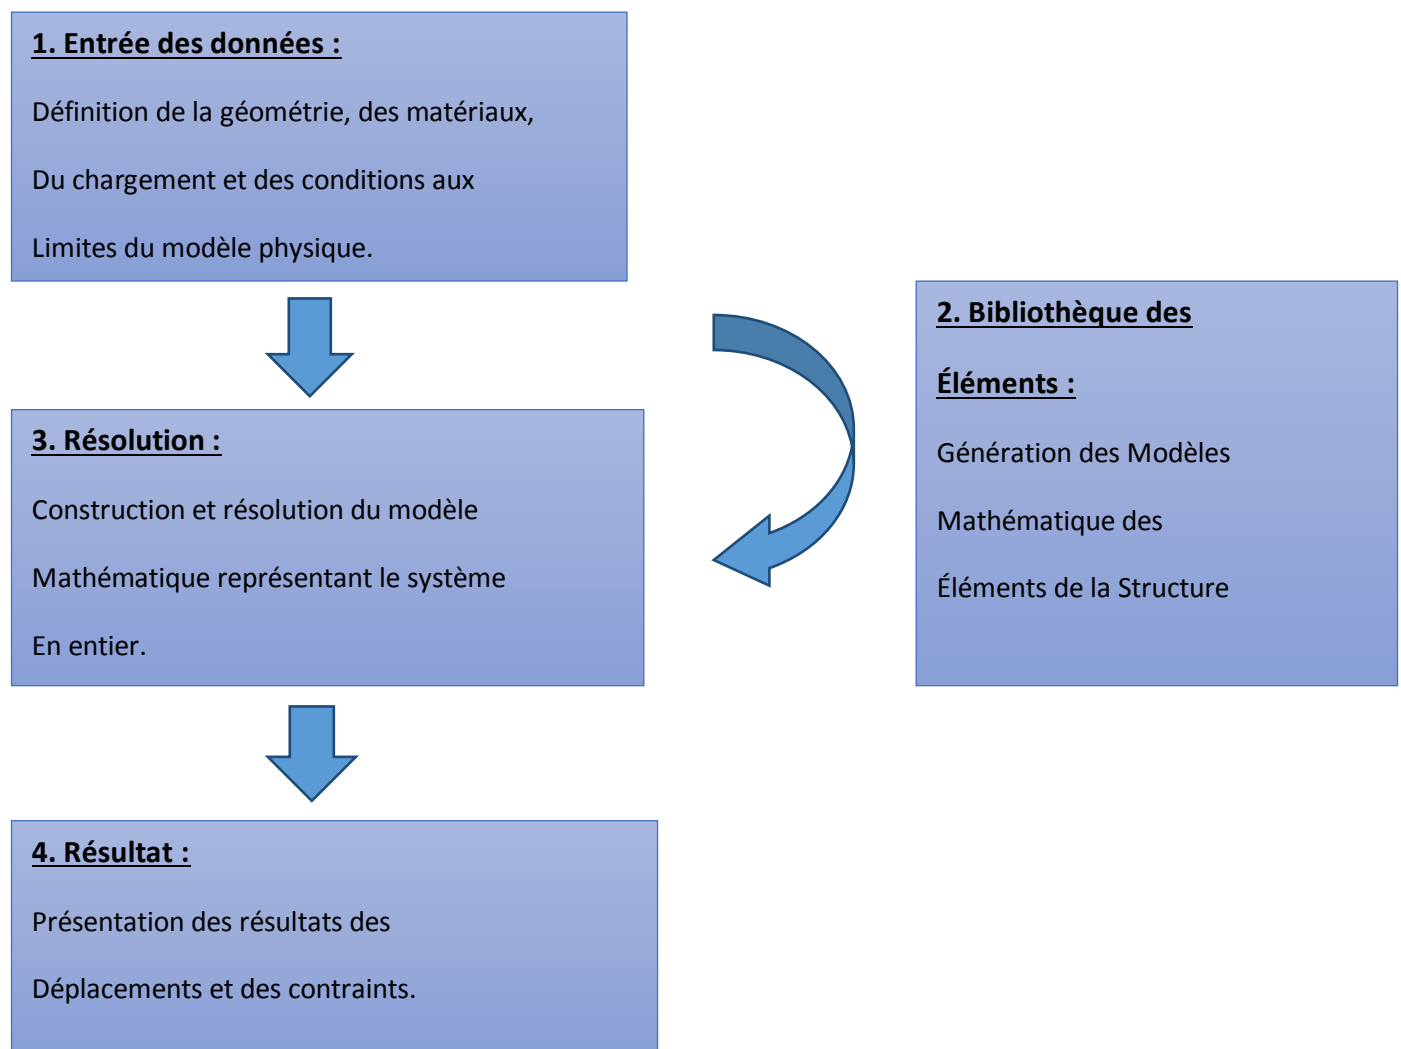 1. Entrée des données :
Définition de la géométrie, des matériaux,
Du chargement et des conditions aux
Limites du modèle physique.
2. Bibliothèque des
Éléments :
Génération des Modèles
Mathématique des
Éléments de la Structure
3. Résolution :
Construction et résolution du modèle
Mathématique représentant le système
En entier.
4. Résultat :
Présentation des résultats des
Déplacements et des contraints.